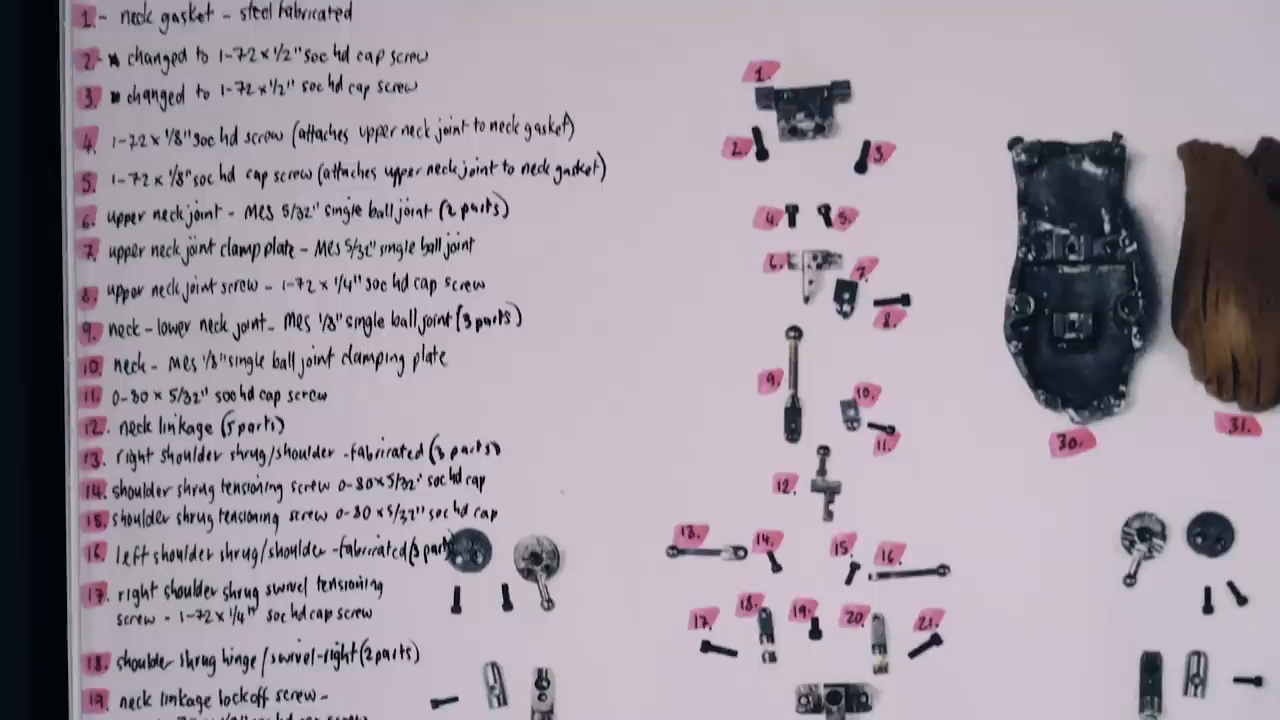 1.- neck gasket - steel fabricated
2- changed to 1-72 x 1/2" soc hd cap screw
3. changed to 1-72 x 1/2" soc hd cap screw
4. 1-72 x 1/8" soc hd screw (attaches upper neck joint to neck gasket)
5. 1-72 x 1/8" soc hd cap screw (attaches upper neck joint to neck gasket)
6. upper neck joint - MES 5/32" single ball joint (2 parts)
7. upper neck joint clamp plate - MES 5/32" single ball joint
8. upper neck joint screw - 1-72 x 1/4" soc hd cap screw
9. neck - lower neck joint - MES 1/8" single ball joint (3 parts)
10. neck - MES 1/8" single ball joint clamping plate
11. 0-80 x 5/32" soc hd cap screw
12. neck linkage (5 parts)
13. right shoulder shrug/shoulder - fabricated (3 parts)
14. shoulder shrug tensioning screw 0-80 x 5/32" soc hd cap
15. shoulder shrug tensioning screw 0-80 x 5/32" soc hd cap
16. left shoulder shrug/shoulder - fabricated (3 part
17. right shoulder shrug swivel tensioning
screw - 1-72 x 1/4" soc hd cap screw
18. shoulder shrug hinge / swivel - right (2 parts)
19. neck linkage lockoff screw -
1.
2.
3.
4.
5.
6.
7.
8.
9.
10.
11.
12.
13.
14.
15.
16.
17.
18.
19.
20.
21.
30.
31.